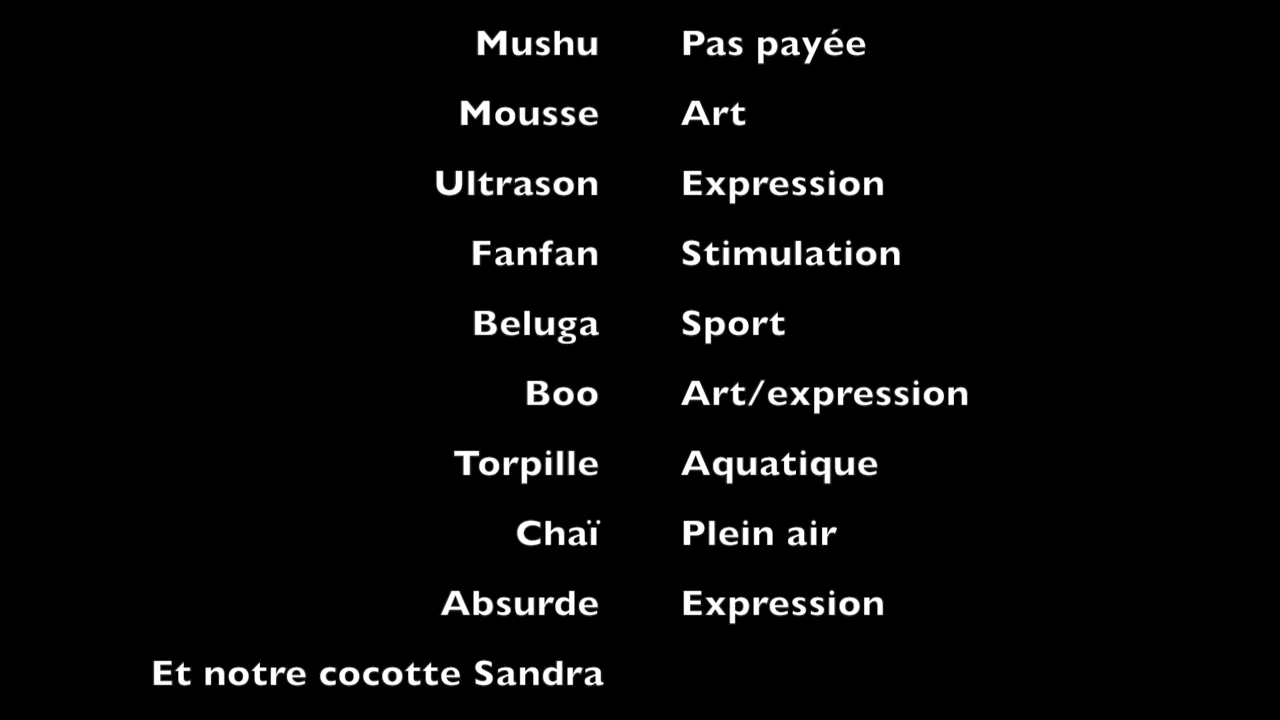 Mushu Pas payée
Mousse Art
Ultrason Expression
Fanfan Stimulation
Beluga Sport
Boo Art/expression
Torpille Aquatique
Chaï Plein air
Absurde Expression
Et notre cocotte Sandra